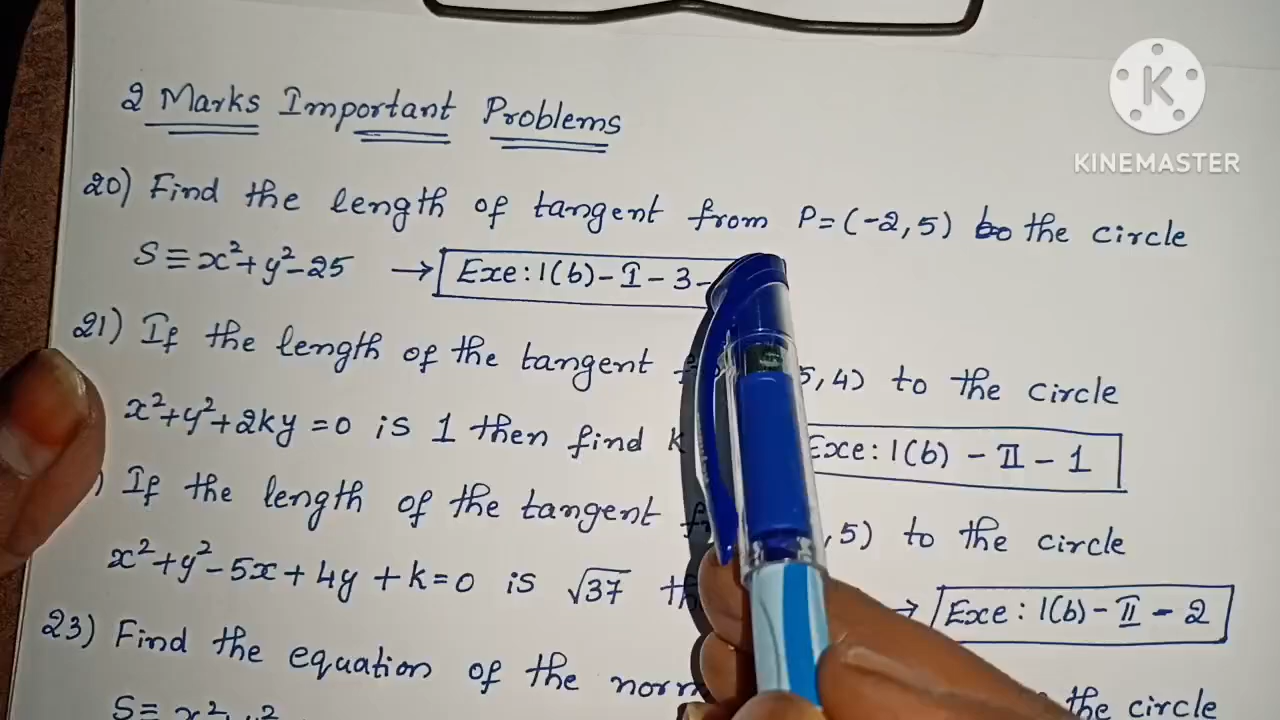 2 Marks Important Problems
20) Find the length of tangent from P=(-2,5) to the circle
S≡x²+y²-25 → Exe: 1(b)-I-3-
21) If the length of the tangent 5,4) to the circle
x²+y²+2ky=0 is 1 then find k Exe: 1(b) - II - 1
) If the length of the tangent ,5) to the circle
x²+y²-5x+4y+k=0 is √37 → Exe: 1(b)-II-2
23) Find the equation of the norm the circle
S≡ x²+y²
K
KINEMASTER